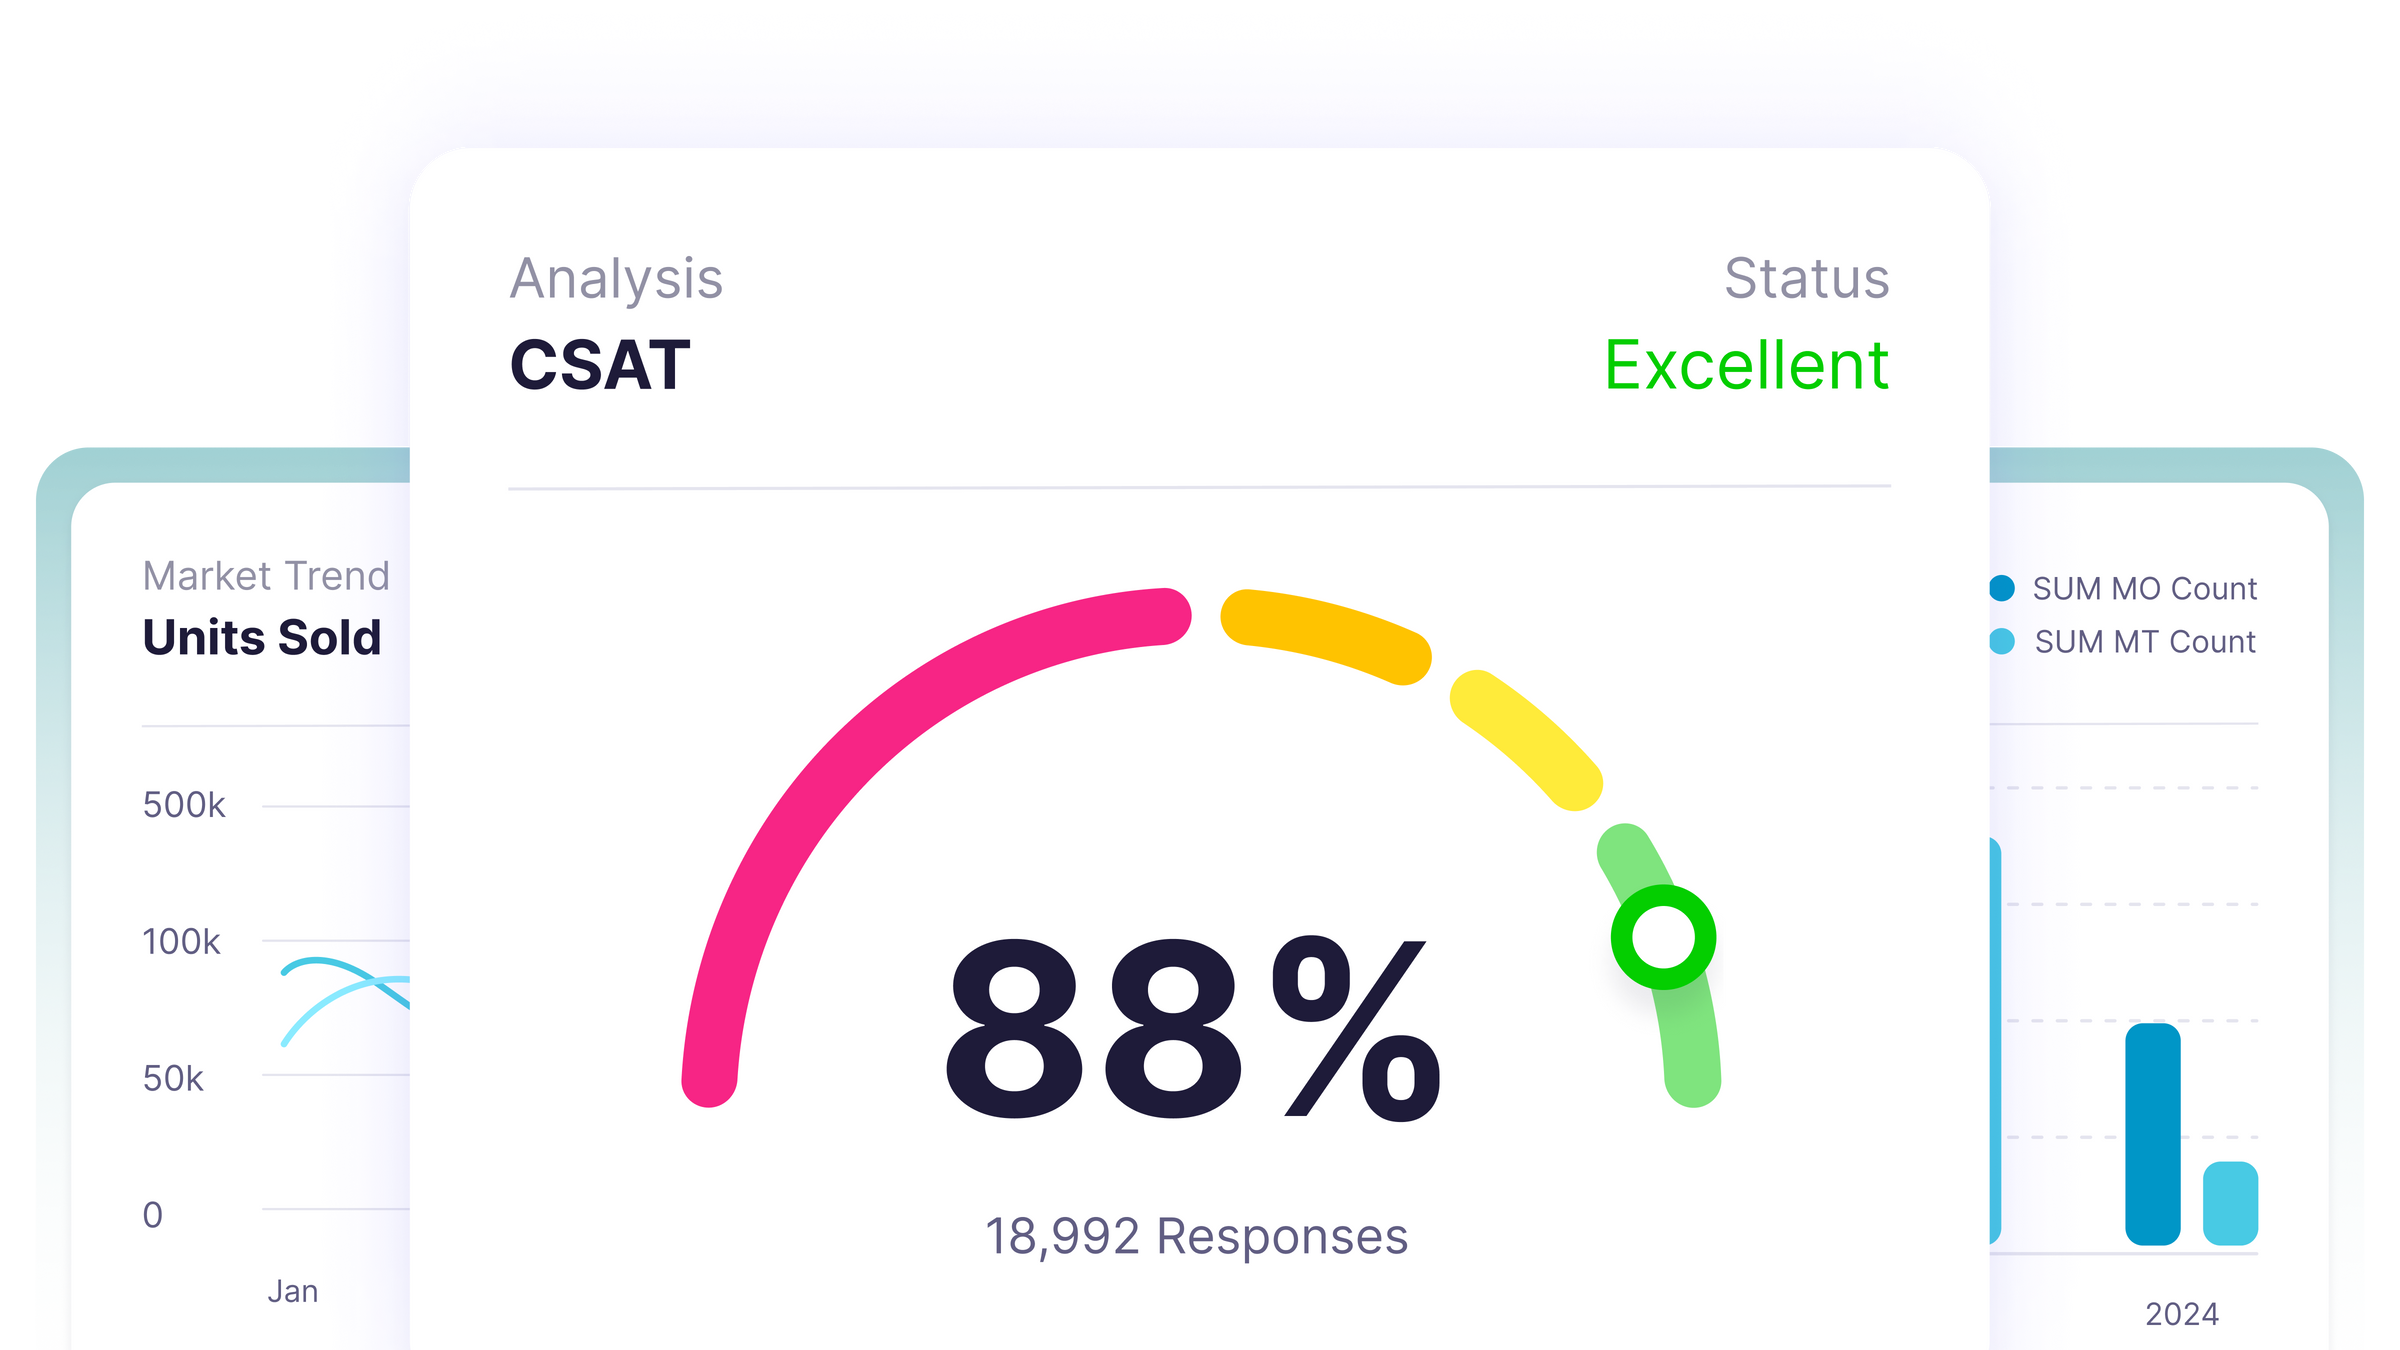 Analysis
CSAT
Status
Excellent
88%
18,992 Responses
Market Trend
Units Sold
500k
100k
50k
0
Jan
SUM MO Count
SUM MT Count
2024